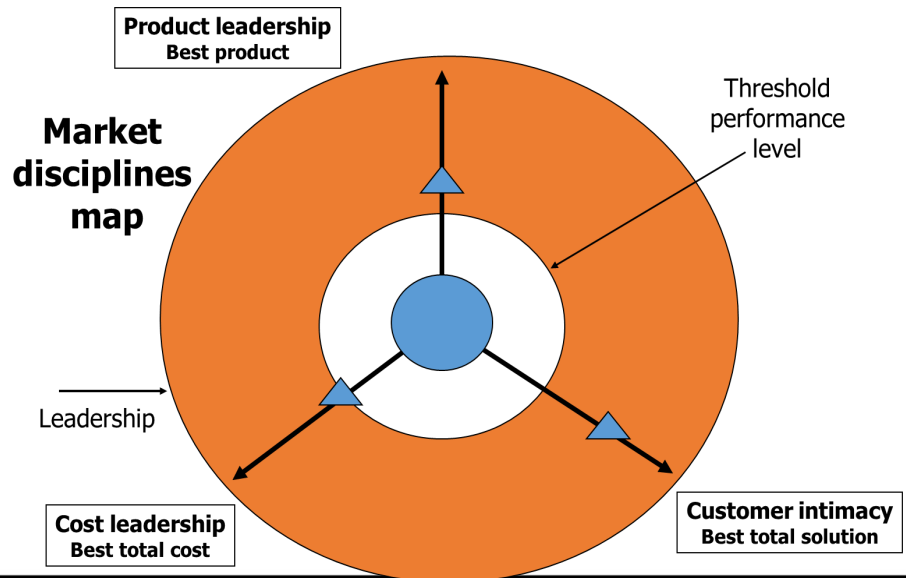 Product leadership
Best product
Market
disciplines
map
Threshold
performance
level
Leadership
Cost leadership
Best total cost
Customer intimacy
Best total solution